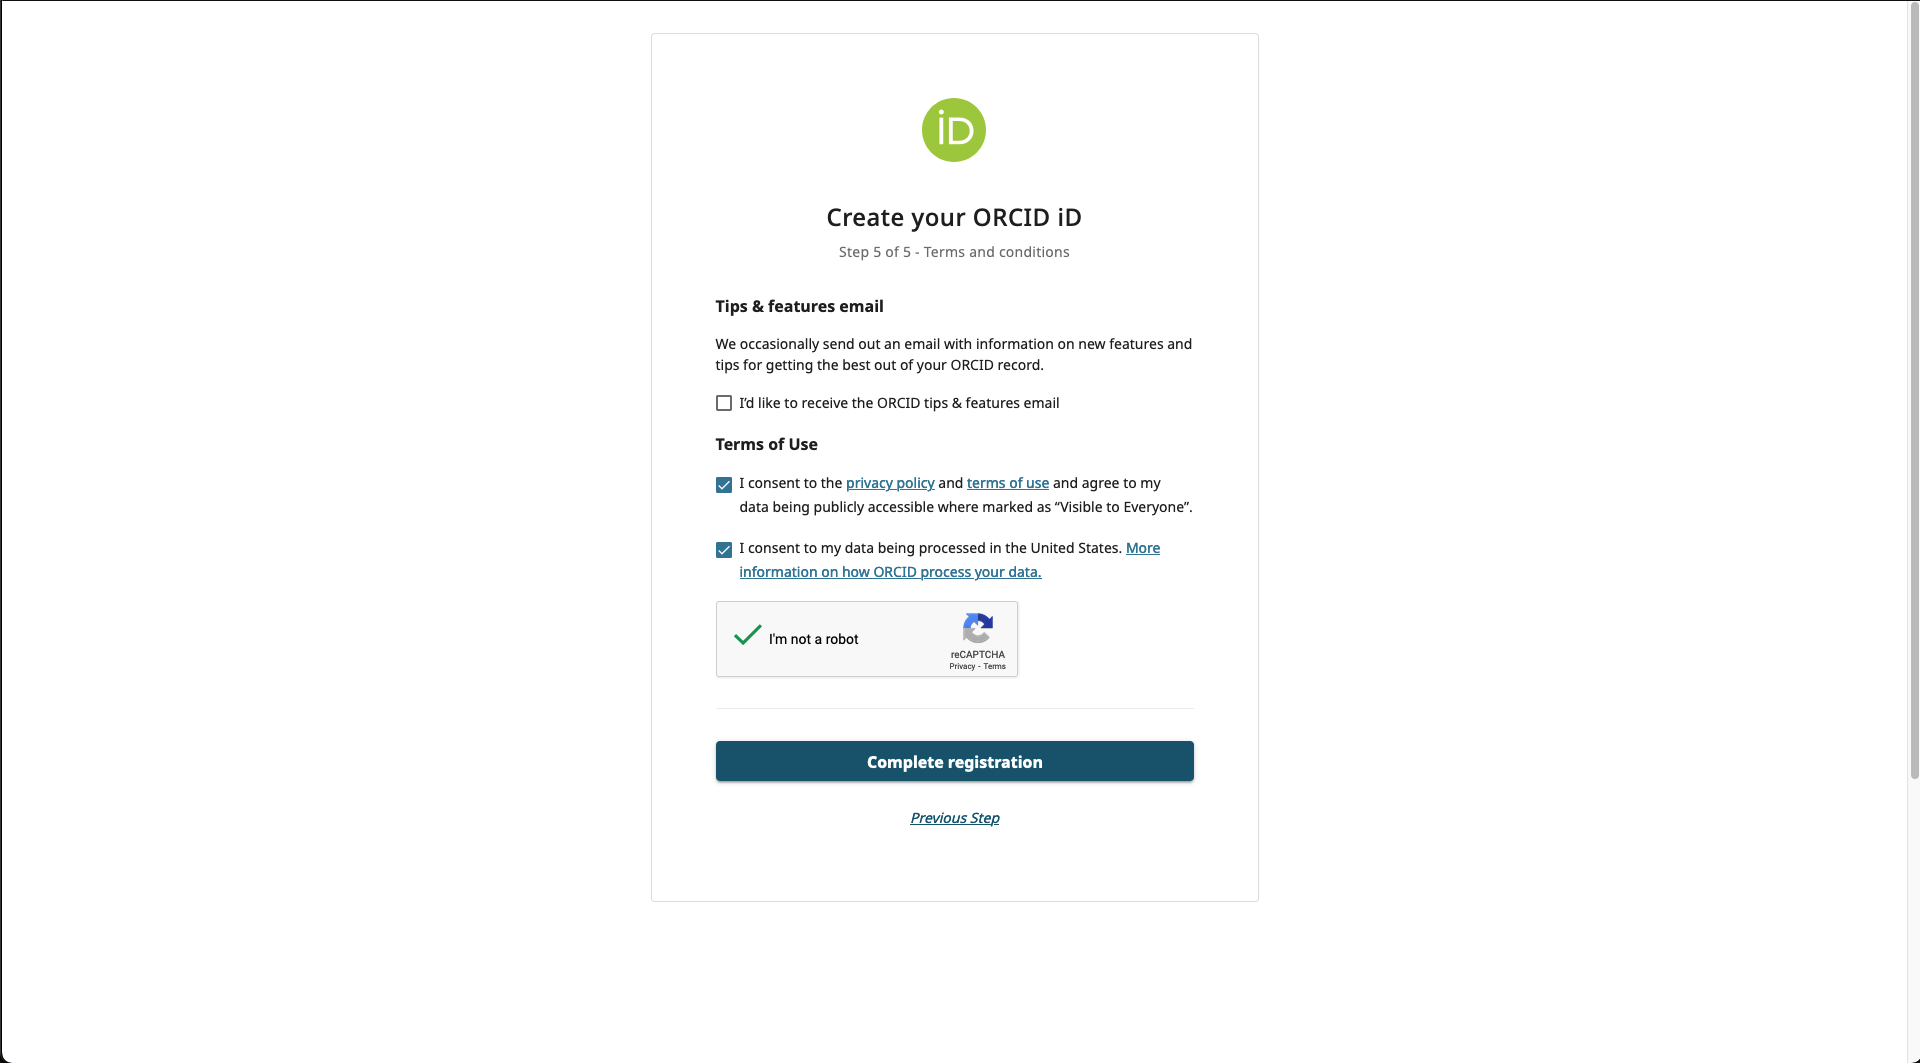 iD
Create your ORCID iD
Step 5 of 5 - Terms and conditions
Tips & features email
We occasionally send out an email with information on new features and
tips for getting the best out of your ORCID record.
I’d like to receive the ORCID tips & features email
Terms of Use
I consent to the privacy policy and terms of use and agree to my
data being publicly accessible where marked as “Visible to Everyone”.
I consent to my data being processed in the United States. More
information on how ORCID process your data.
I'm not a robot
reCAPTCHA
Privacy - Terms
Complete registration
Previous Step